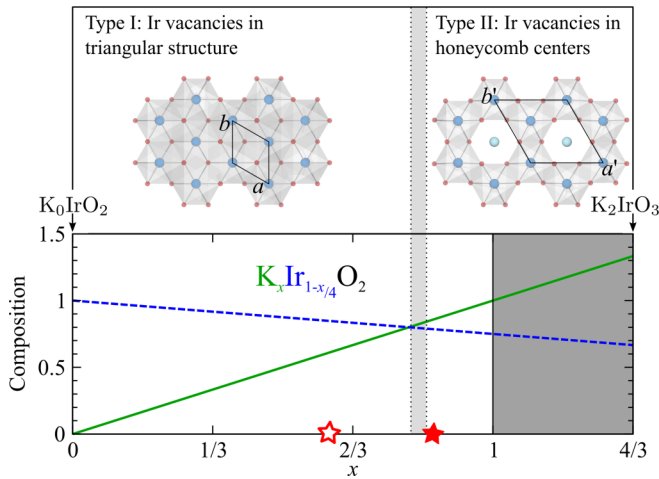 Type I: Ir vacancies in
triangular structure
Type II: Ir vacancies in
honeycomb centers
b
a
b'
a'
K₀IrO₂
K₂IrO₃
1.5
1
0.5
0
Composition
KₓIr₁₋ₓ/₄O₂
0
1/3
2/3
1
4/3
x